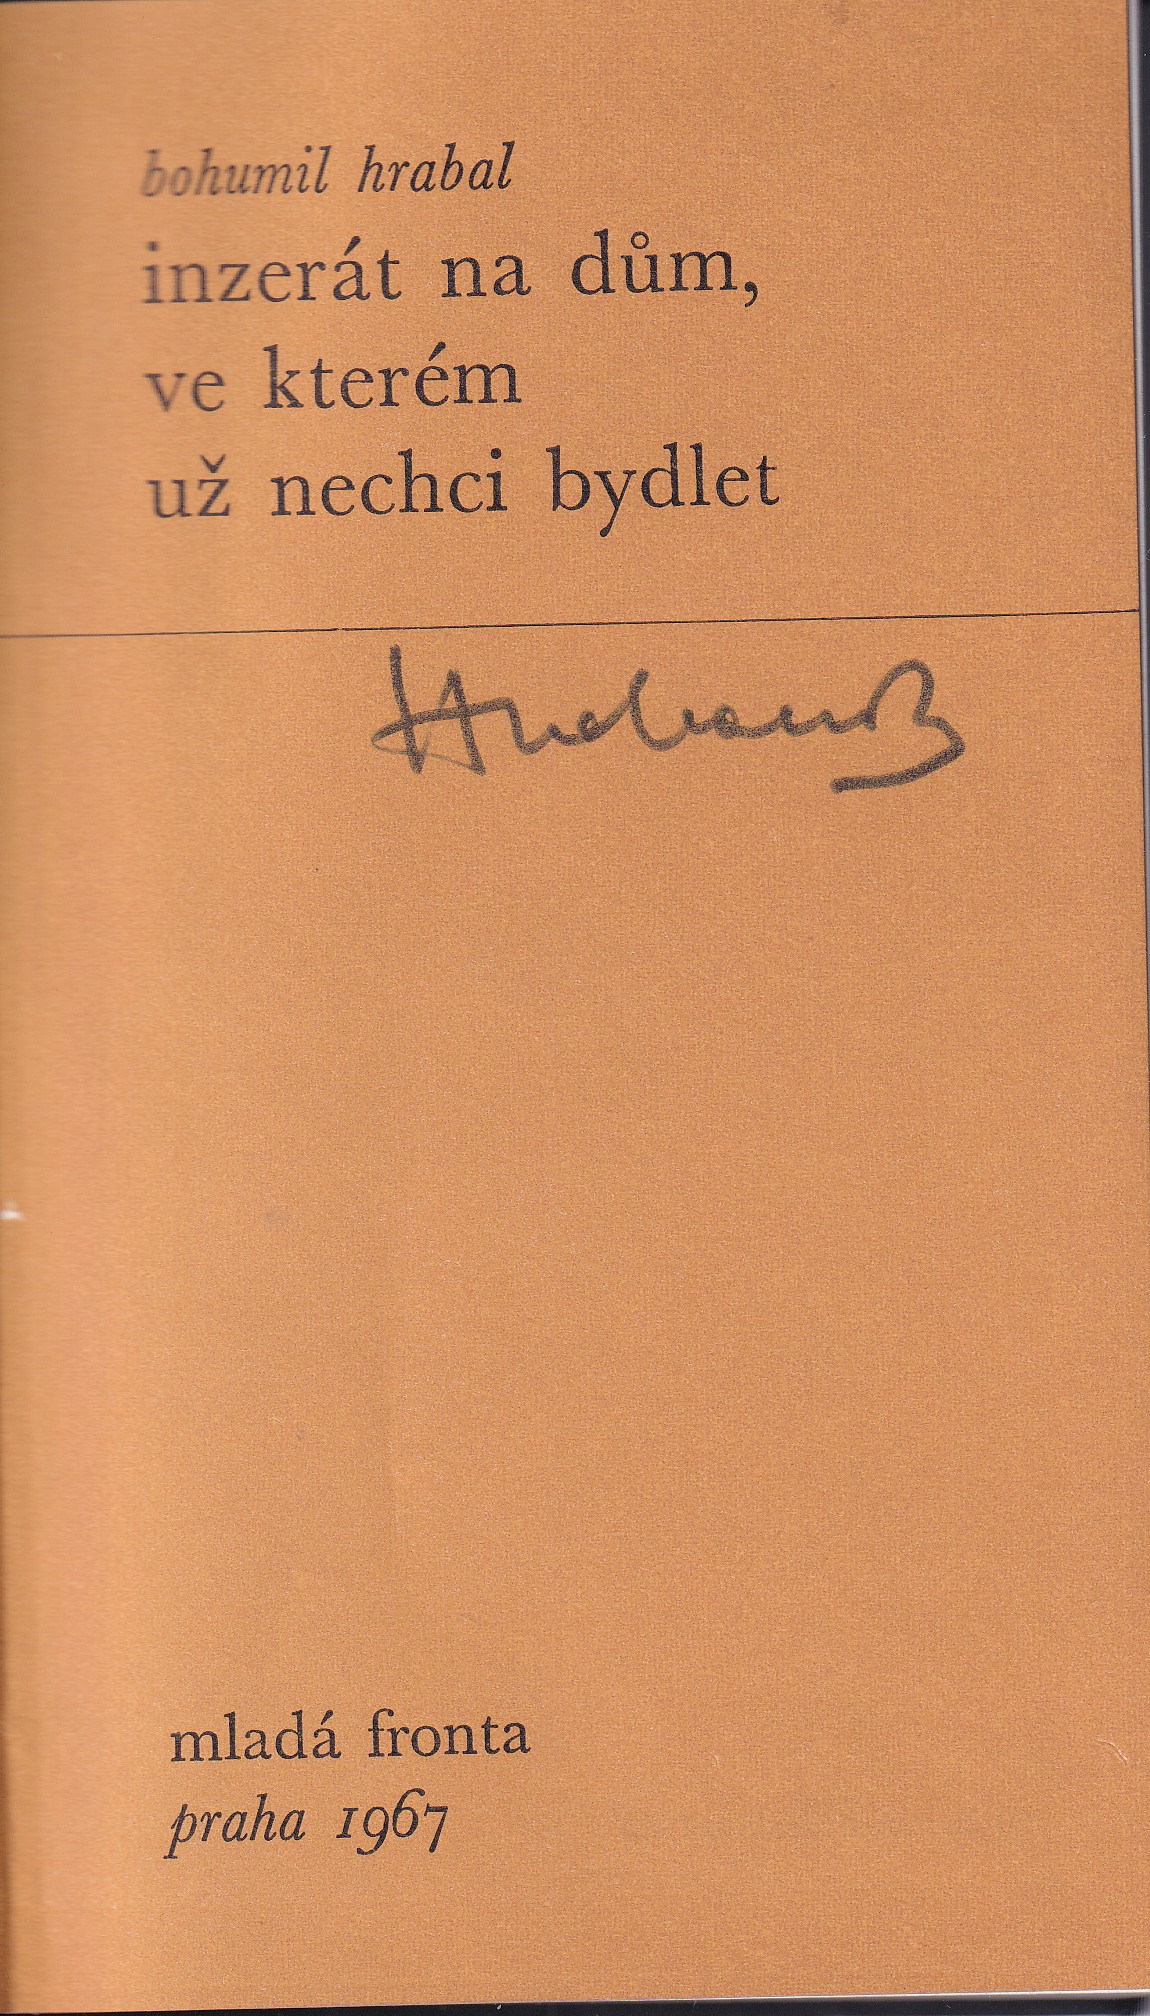 bohumil hrabal
inzerát na dům,
ve kterém
už nechci bydlet
mladá fronta
praha 1967